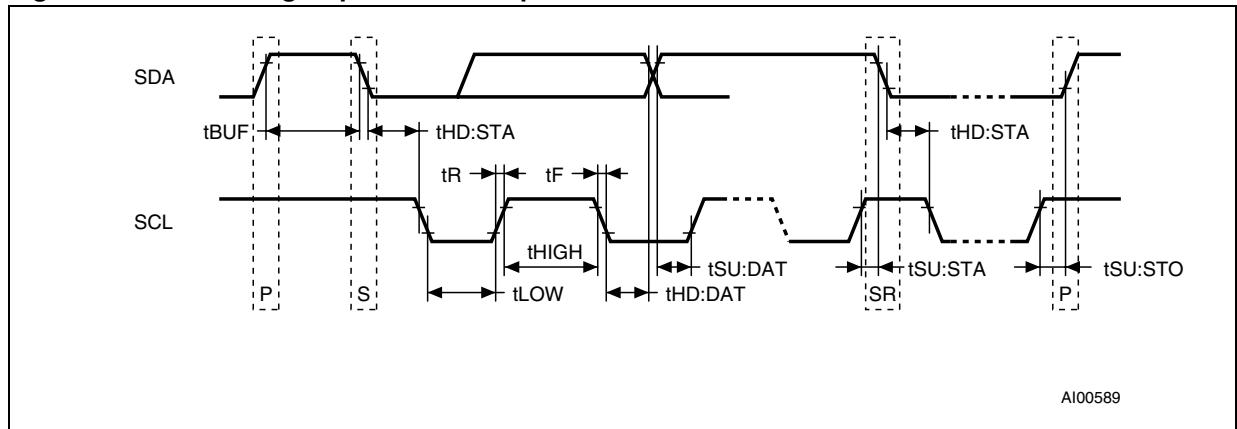 SDA
tBUF
tHD:STA
tHD:STA
tR
tF
SCL
tHIGH
tSU:DAT
tSU:STA
tSU:STO
tLOW
tHD:DAT
P
S
SR
P
AI00589